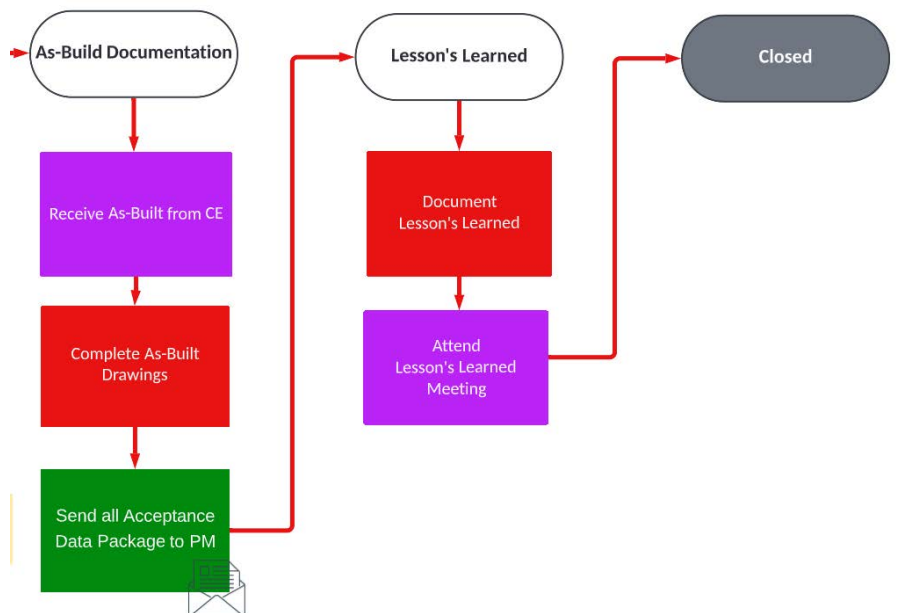 As-Build Documentation
Receive As-Built from CE
Complete As-Built
Drawings
Send all Acceptance
Data Package to PM
Lesson's Learned
Document
Lesson's Learned
Attend
Lesson's Learned
Meeting
Closed